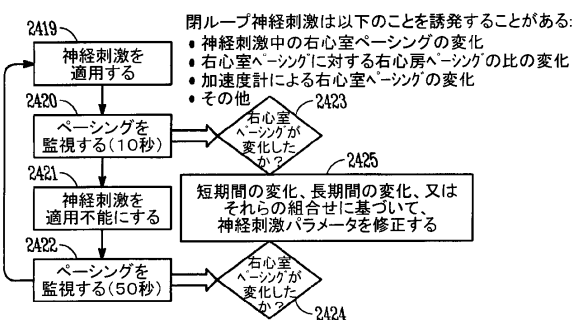 閉ループ神経刺激は以下のことを誘発することがある:
• 神経刺激中の右心室ペーシングの変化
• 右心室ペーシングに対する右心房ペーシングの比の変化
• 加速度計による右心室ペーシングの変化
• その他
2419
神経刺激を
適用する
2420
ペーシングを
監視する(10秒)
2423
右心室
ペーシングが
変化した
か?
2421
神経刺激を
適用不能にする
2425
短期間の変化、長期間の変化、又は
それらの組合せに基づいて、
神経刺激パラメータを修正する
2422
ペーシングを
監視する(50秒)
右心室
ペーシングが
変化した
か?
2424